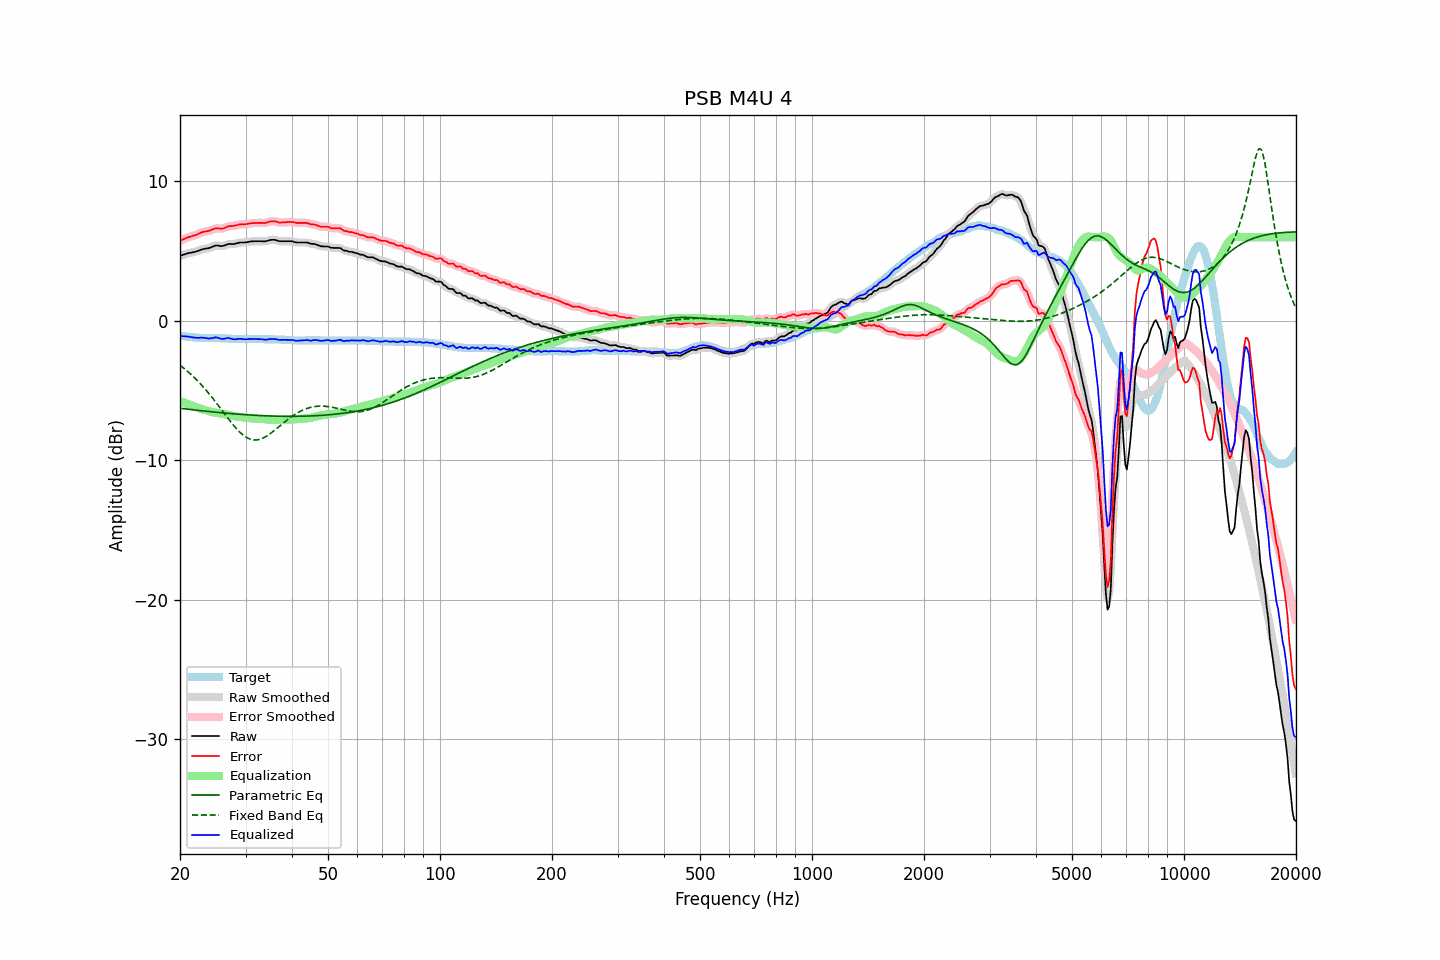 PSB M4U 4
10
0
−10
−20
−30
Amplitude (dBr)
Target
Raw Smoothed
Error Smoothed
Raw
Error
Equalization
Parametric Eq
Fixed Band Eq
Equalized
20 50 100 200 500 1000 2000 5000 10000 20000
Frequency (Hz)